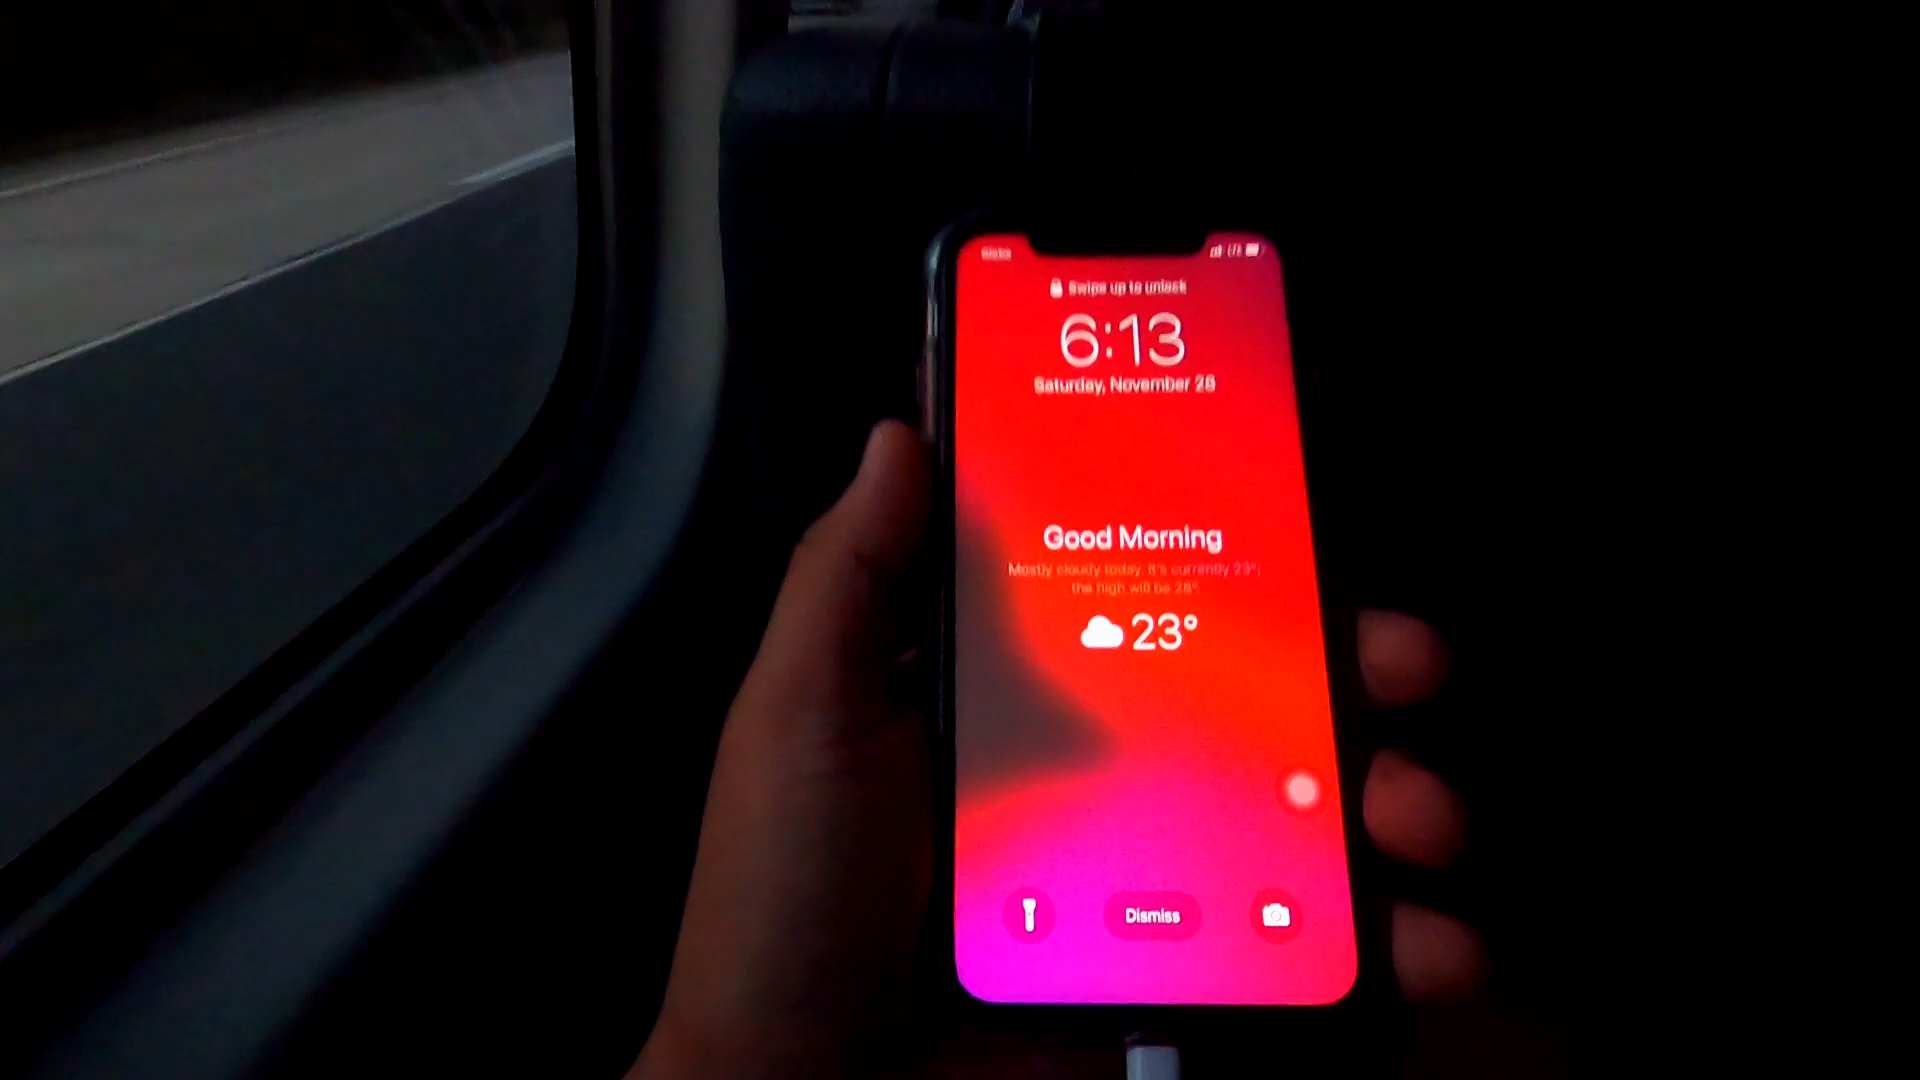 Swipe up to unlock
6:13
Saturday, November 28
Good Morning
Mostly cloudy today. It's currently 23°;
the high will be 28°.
23°
Dismiss
LTE